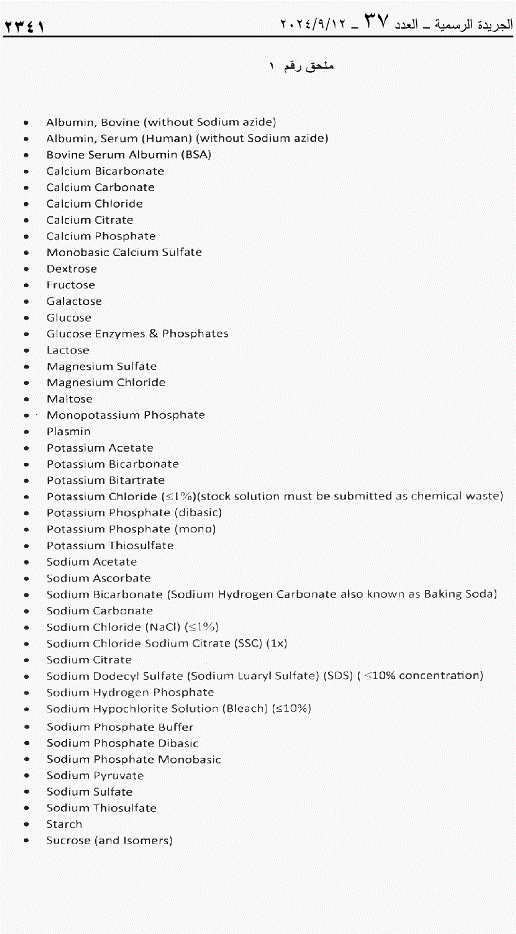 الجريدة الرسمية ـ العدد ٣٧ ـ ٢٠٢٤/٩/١٢
٢٣٤١
ملحق رقم ١
• Albumin, Bovine (without Sodium azide)
• Albumin, Serum (Human) (without Sodium azide)
• Bovine Serum Albumin (BSA)
• Calcium Bicarbonate
• Calcium Carbonate
• Calcium Chloride
• Calcium Citrate
• Calcium Phosphate
• Monobasic Calcium Sulfate
• Dextrose
• Fructose
• Galactose
• Glucose
• Glucose Enzymes & Phosphates
• Lactose
• Magnesium Sulfate
• Magnesium Chloride
• Maltose
• Monopotassium Phosphate
• Plasmin
• Potassium Acetate
• Potassium Bicarbonate
• Potassium Bitartrate
• Potassium Chloride (≤1%)(stock solution must be submitted as chemical waste)
• Potassium Phosphate (dibasic)
• Potassium Phosphate (mono)
• Potassium Thiosulfate
• Sodium Acetate
• Sodium Ascorbate
• Sodium Bicarbonate (Sodium Hydrogen Carbonate also known as Baking Soda)
• Sodium Carbonate
• Sodium Chloride (NaCl) (≤1%)
• Sodium Chloride Sodium Citrate (SSC) (1x)
• Sodium Citrate
• Sodium Dodecyl Sulfate (Sodium Luaryl Sulfate) (SDS) ( ≤10% concentration)
• Sodium Hydrogen Phosphate
• Sodium Hypochlorite Solution (Bleach) (≤10%)
• Sodium Phosphate Buffer
• Sodium Phosphate Dibasic
• Sodium Phosphate Monobasic
• Sodium Pyruvate
• Sodium Sulfate
• Sodium Thiosulfate
• Starch
• Sucrose (and Isomers)